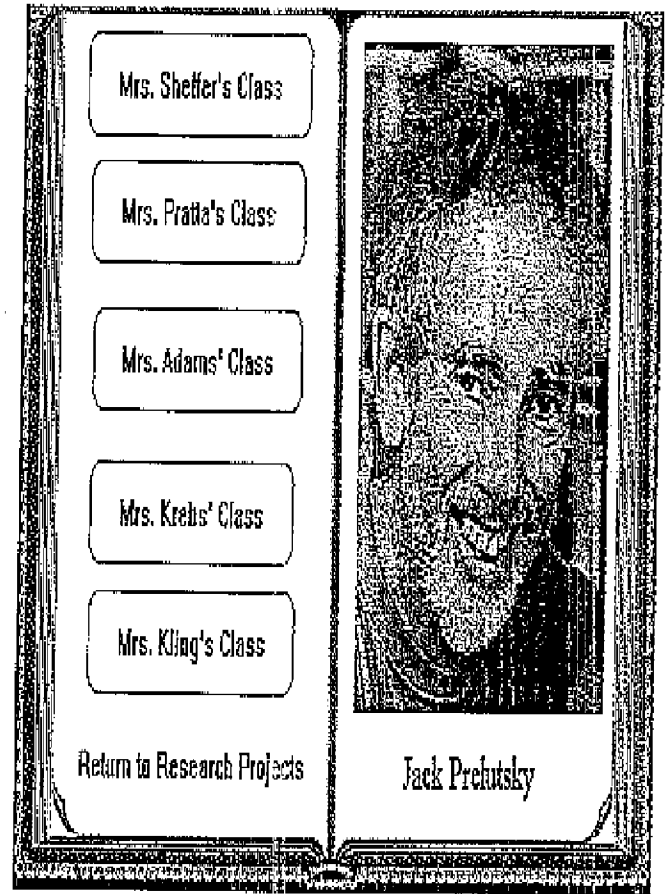 Mrs. Sheffer's Class
Mrs. Pratta's Class
Mrs. Adams' Class
Mrs. Krebs' Class
Mrs. Kling's Class
Return to Research Projects
Jack Prelutsky